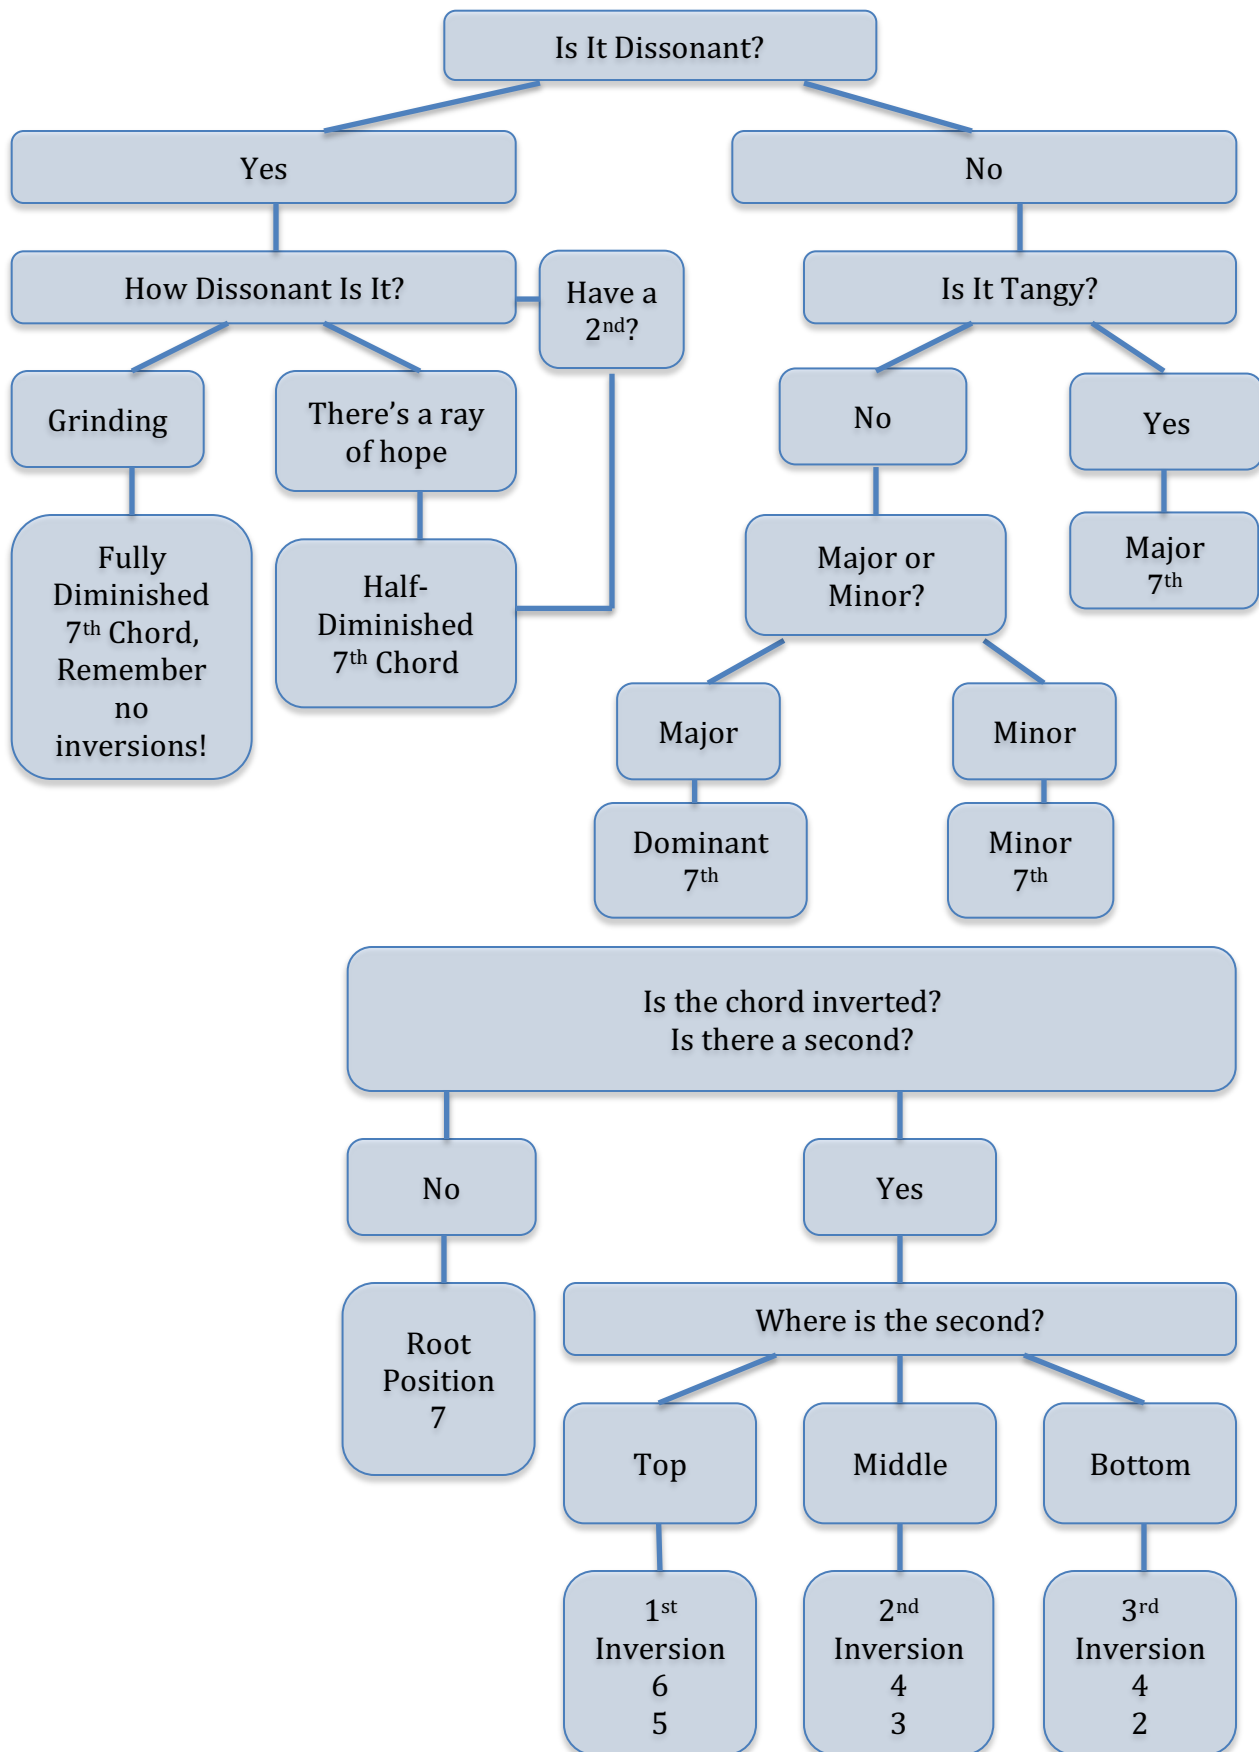 Is It Dissonant?
Yes
No
How Dissonant Is It?
Have a
2nd?
Is It Tangy?
Grinding
There’s a ray
of hope
No
Yes
Fully
Diminished
7th Chord,
Remember
no
inversions!
Half-
Diminished
7th Chord
Major or
Minor?
Major
7th
Major
Minor
Dominant
7th
Minor
7th
Is the chord inverted?
Is there a second?
No
Yes
Root
Position
7
Where is the second?
Top
Middle
Bottom
1st
Inversion
6
5
2nd
Inversion
4
3
3rd
Inversion
4
2